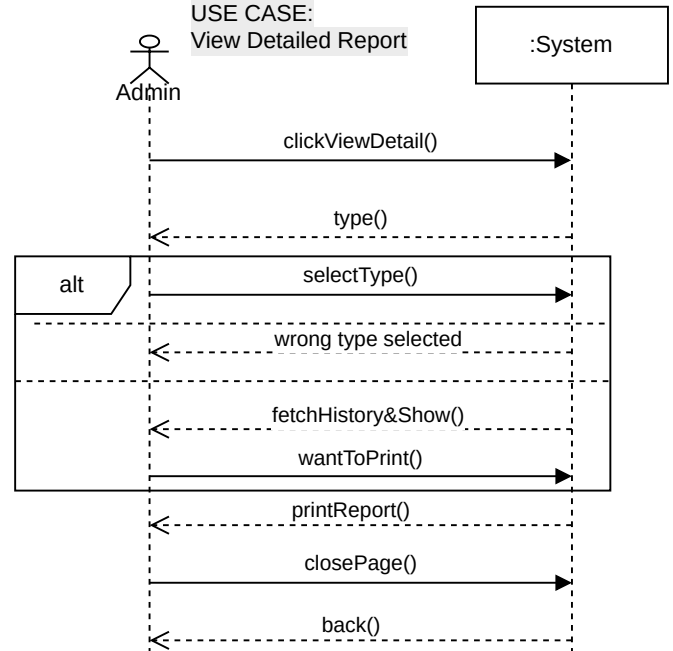 USE CASE:
View Detailed Report
:System
Admin
clickViewDetail()
type()
alt
selectType()
wrong type selected
fetchHistory&Show()
wantToPrint()
printReport()
closePage()
back()